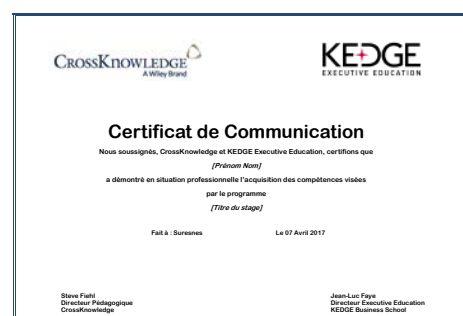 CROSSKNOWLEDGE
A Wiley Brand
KEDGE
EXECUTIVE EDUCATION
Certificat de Communication
Nous soussignés, CrossKnowledge et KEDGE Executive Education, certifions que
[Prénom Nom]
a démontré en situation professionnelle l'acquisition des compétences visées
par le programme
[Titre du stage]
Fait à : Suresnes Le 07 Avril 2017
Steve Fiehl
Directeur Pédagogique
CrossKnowledge
Jean-Luc Faye
Directeur Executive Education
KEDGE Business School